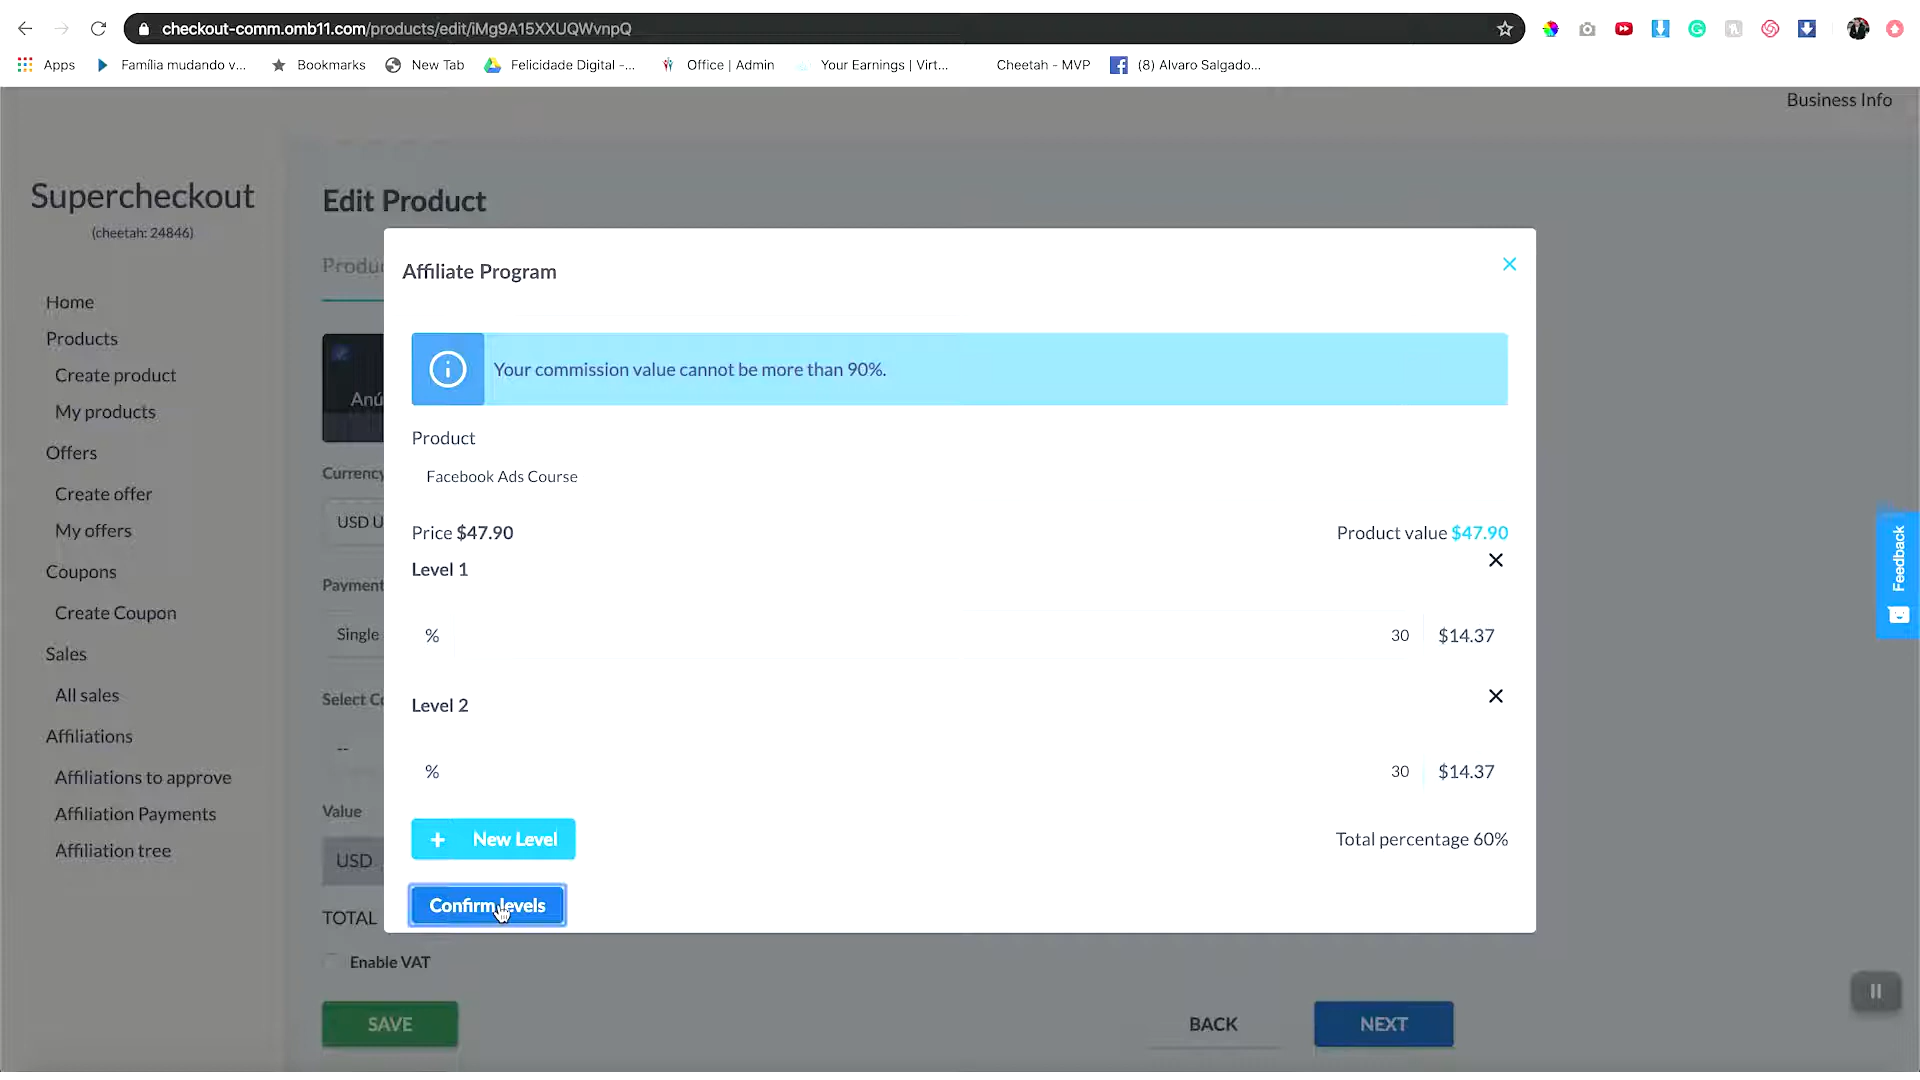 checkout-comm.omb11.com/products/edit/iMg9A15XXUQWvnpQ
Apps
Família mudando v...
Bookmarks
New Tab
Felicidade Digital -...
Office | Admin
Your Earnings | Virt...
Cheetah - MVP
(8) Alvaro Salgado...
Business Info
Supercheckout
(cheetah: 24846)
Home
Products
Create product
My products
Offers
Create offer
My offers
Coupons
Create Coupon
Sales
All sales
Affiliations
Affiliations to approve
Affiliation Payments
Affiliation tree
Edit Product
Produc
Anú
Currency
USD U
Payment
Single
Select Co
--
Value
USD
TOTAL
Enable VAT
SAVE
BACK
NEXT
Affiliate Program
Your commission value cannot be more than 90%.
Product
Facebook Ads Course
Price $47.90
Product value $47.90
Level 1
% 30 $14.37
Level 2
% 30 $14.37
+ New Level
Total percentage 60%
Confirm levels
Feedback